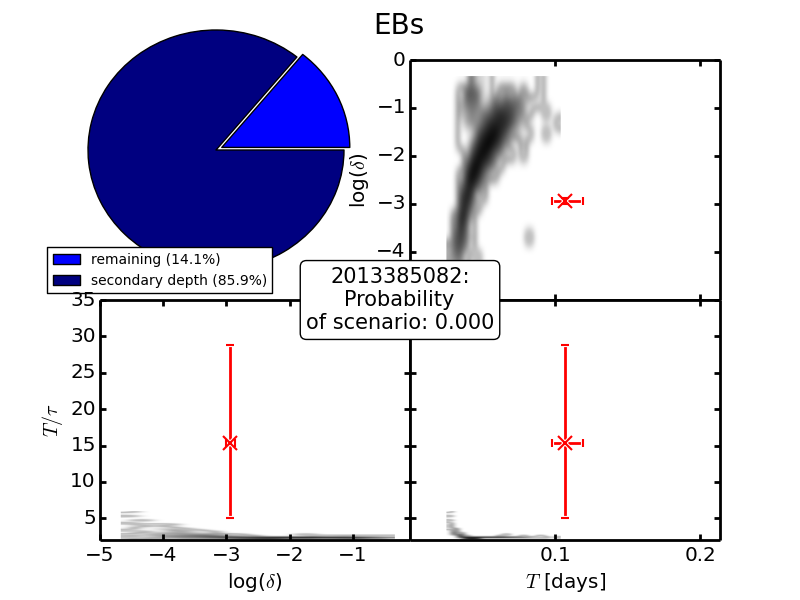 EBs
remaining (14.1%)
secondary depth (85.9%)
log(δ)
0
−1
−2
−3
−4
2013385082:
Probability
of scenario: 0.000
T/τ
35
30
25
20
15
10
5
−5 −4 −3 −2 −1
log(δ)
0.1 0.2
T [days]